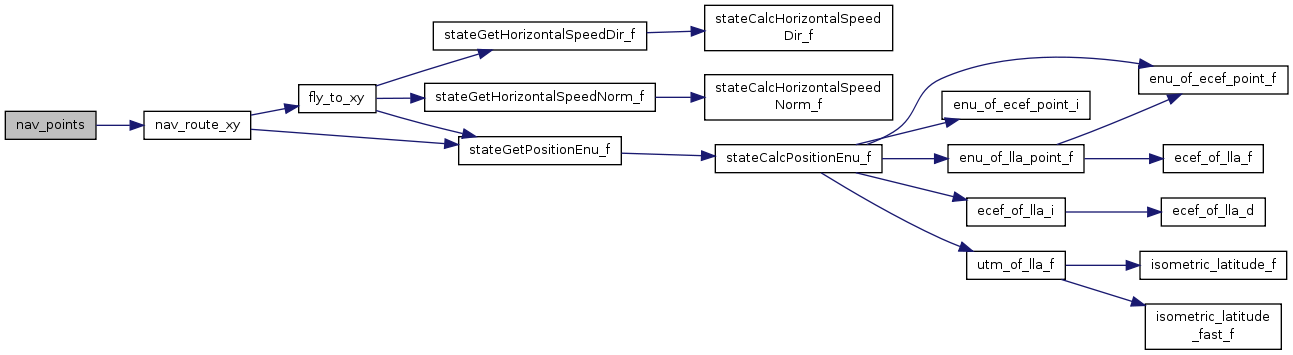 nav_points
nav_route_xy
fly_to_xy
stateGetHorizontalSpeedDir_f
stateCalcHorizontalSpeed
Dir_f
stateGetHorizontalSpeedNorm_f
stateCalcHorizontalSpeed
Norm_f
stateGetPositionEnu_f
stateCalcPositionEnu_f
enu_of_ecef_point_f
enu_of_ecef_point_i
enu_of_lla_point_f
ecef_of_lla_f
ecef_of_lla_i
ecef_of_lla_d
utm_of_lla_f
isometric_latitude_f
isometric_latitude
_fast_f